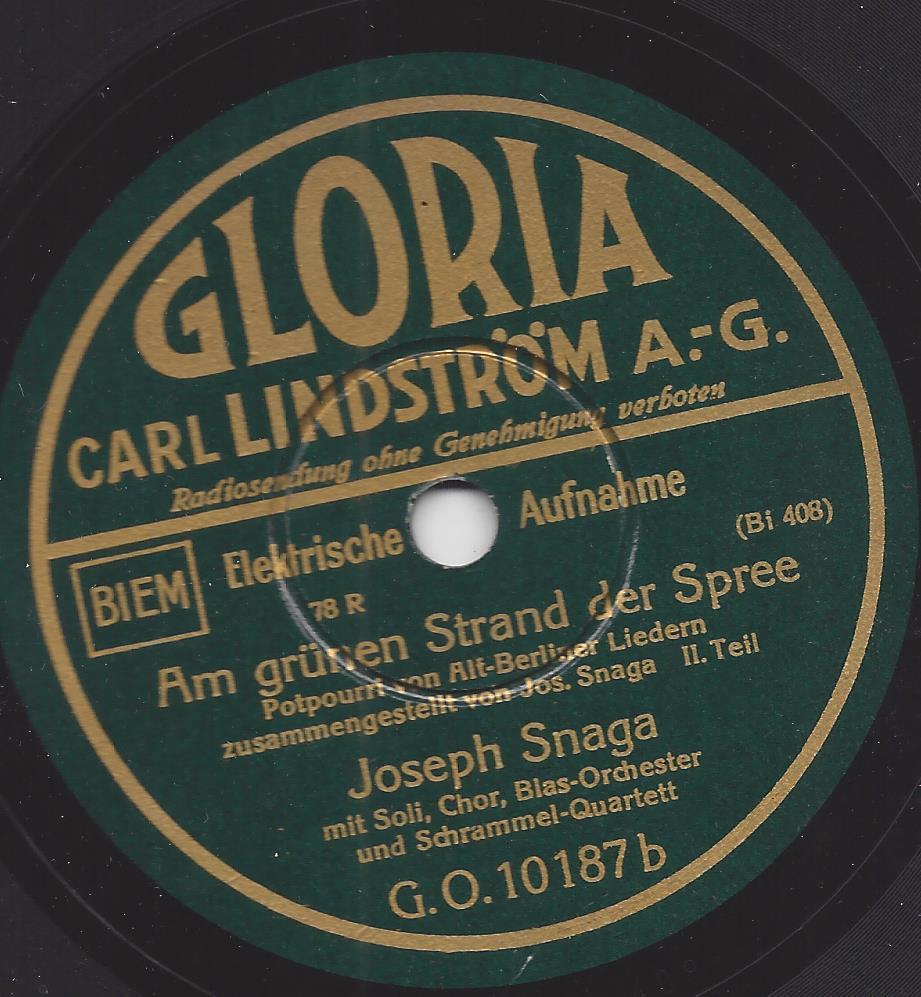 GLORIA
CARL LINDSTRÖM A.-G.
Radiosendung ohne Genehmigung verboten
BIEM Elektrische Aufnahme
78 R (Bi 408)
Am grünen Strand der Spree
Potpourri von Alt-Berliner Liedern
zusammengestellt von Jos. Snaga II. Teil
Joseph Snaga
mit Soli, Chor, Blas-Orchester
und Schrammel-Quartett
G.O. 10187 b